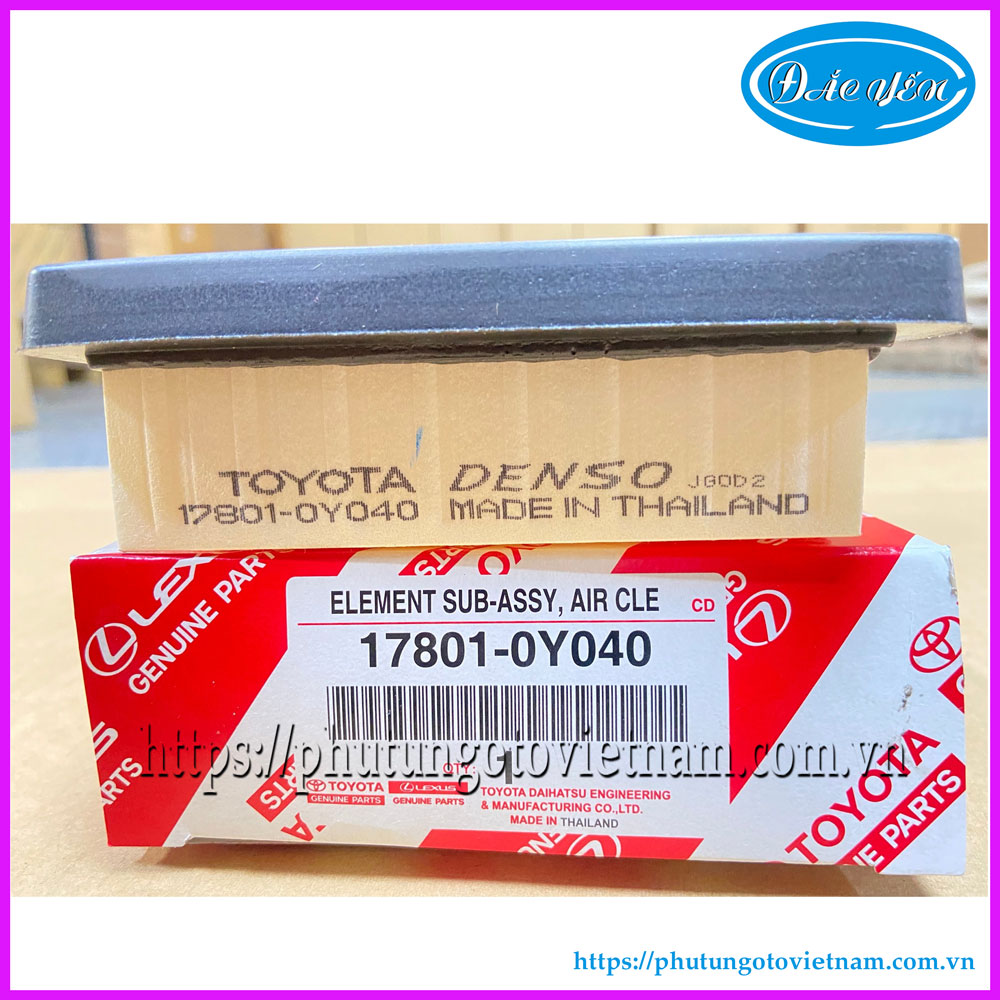 ĐẮC YẾN
TOYOTA DENSO JGOD2
17801-0Y040 MADE IN THAILAND
LEXUS
GENUINE PARTS
ELEMENT SUB-ASSY, AIR CLE CD
17801-0Y040
https://phutungotovietnam.com.vn
QTY: 1
TOYOTA
GENUINE PARTS
LEXUS
GENUINE PARTS
TOYOTA DAIHATSU ENGINEERING
& MANUFACTURING CO.,LTD.
MADE IN THAILAND
PARTS
TOYOTA
E PARTS
https://phutungotovietnam.com.vn